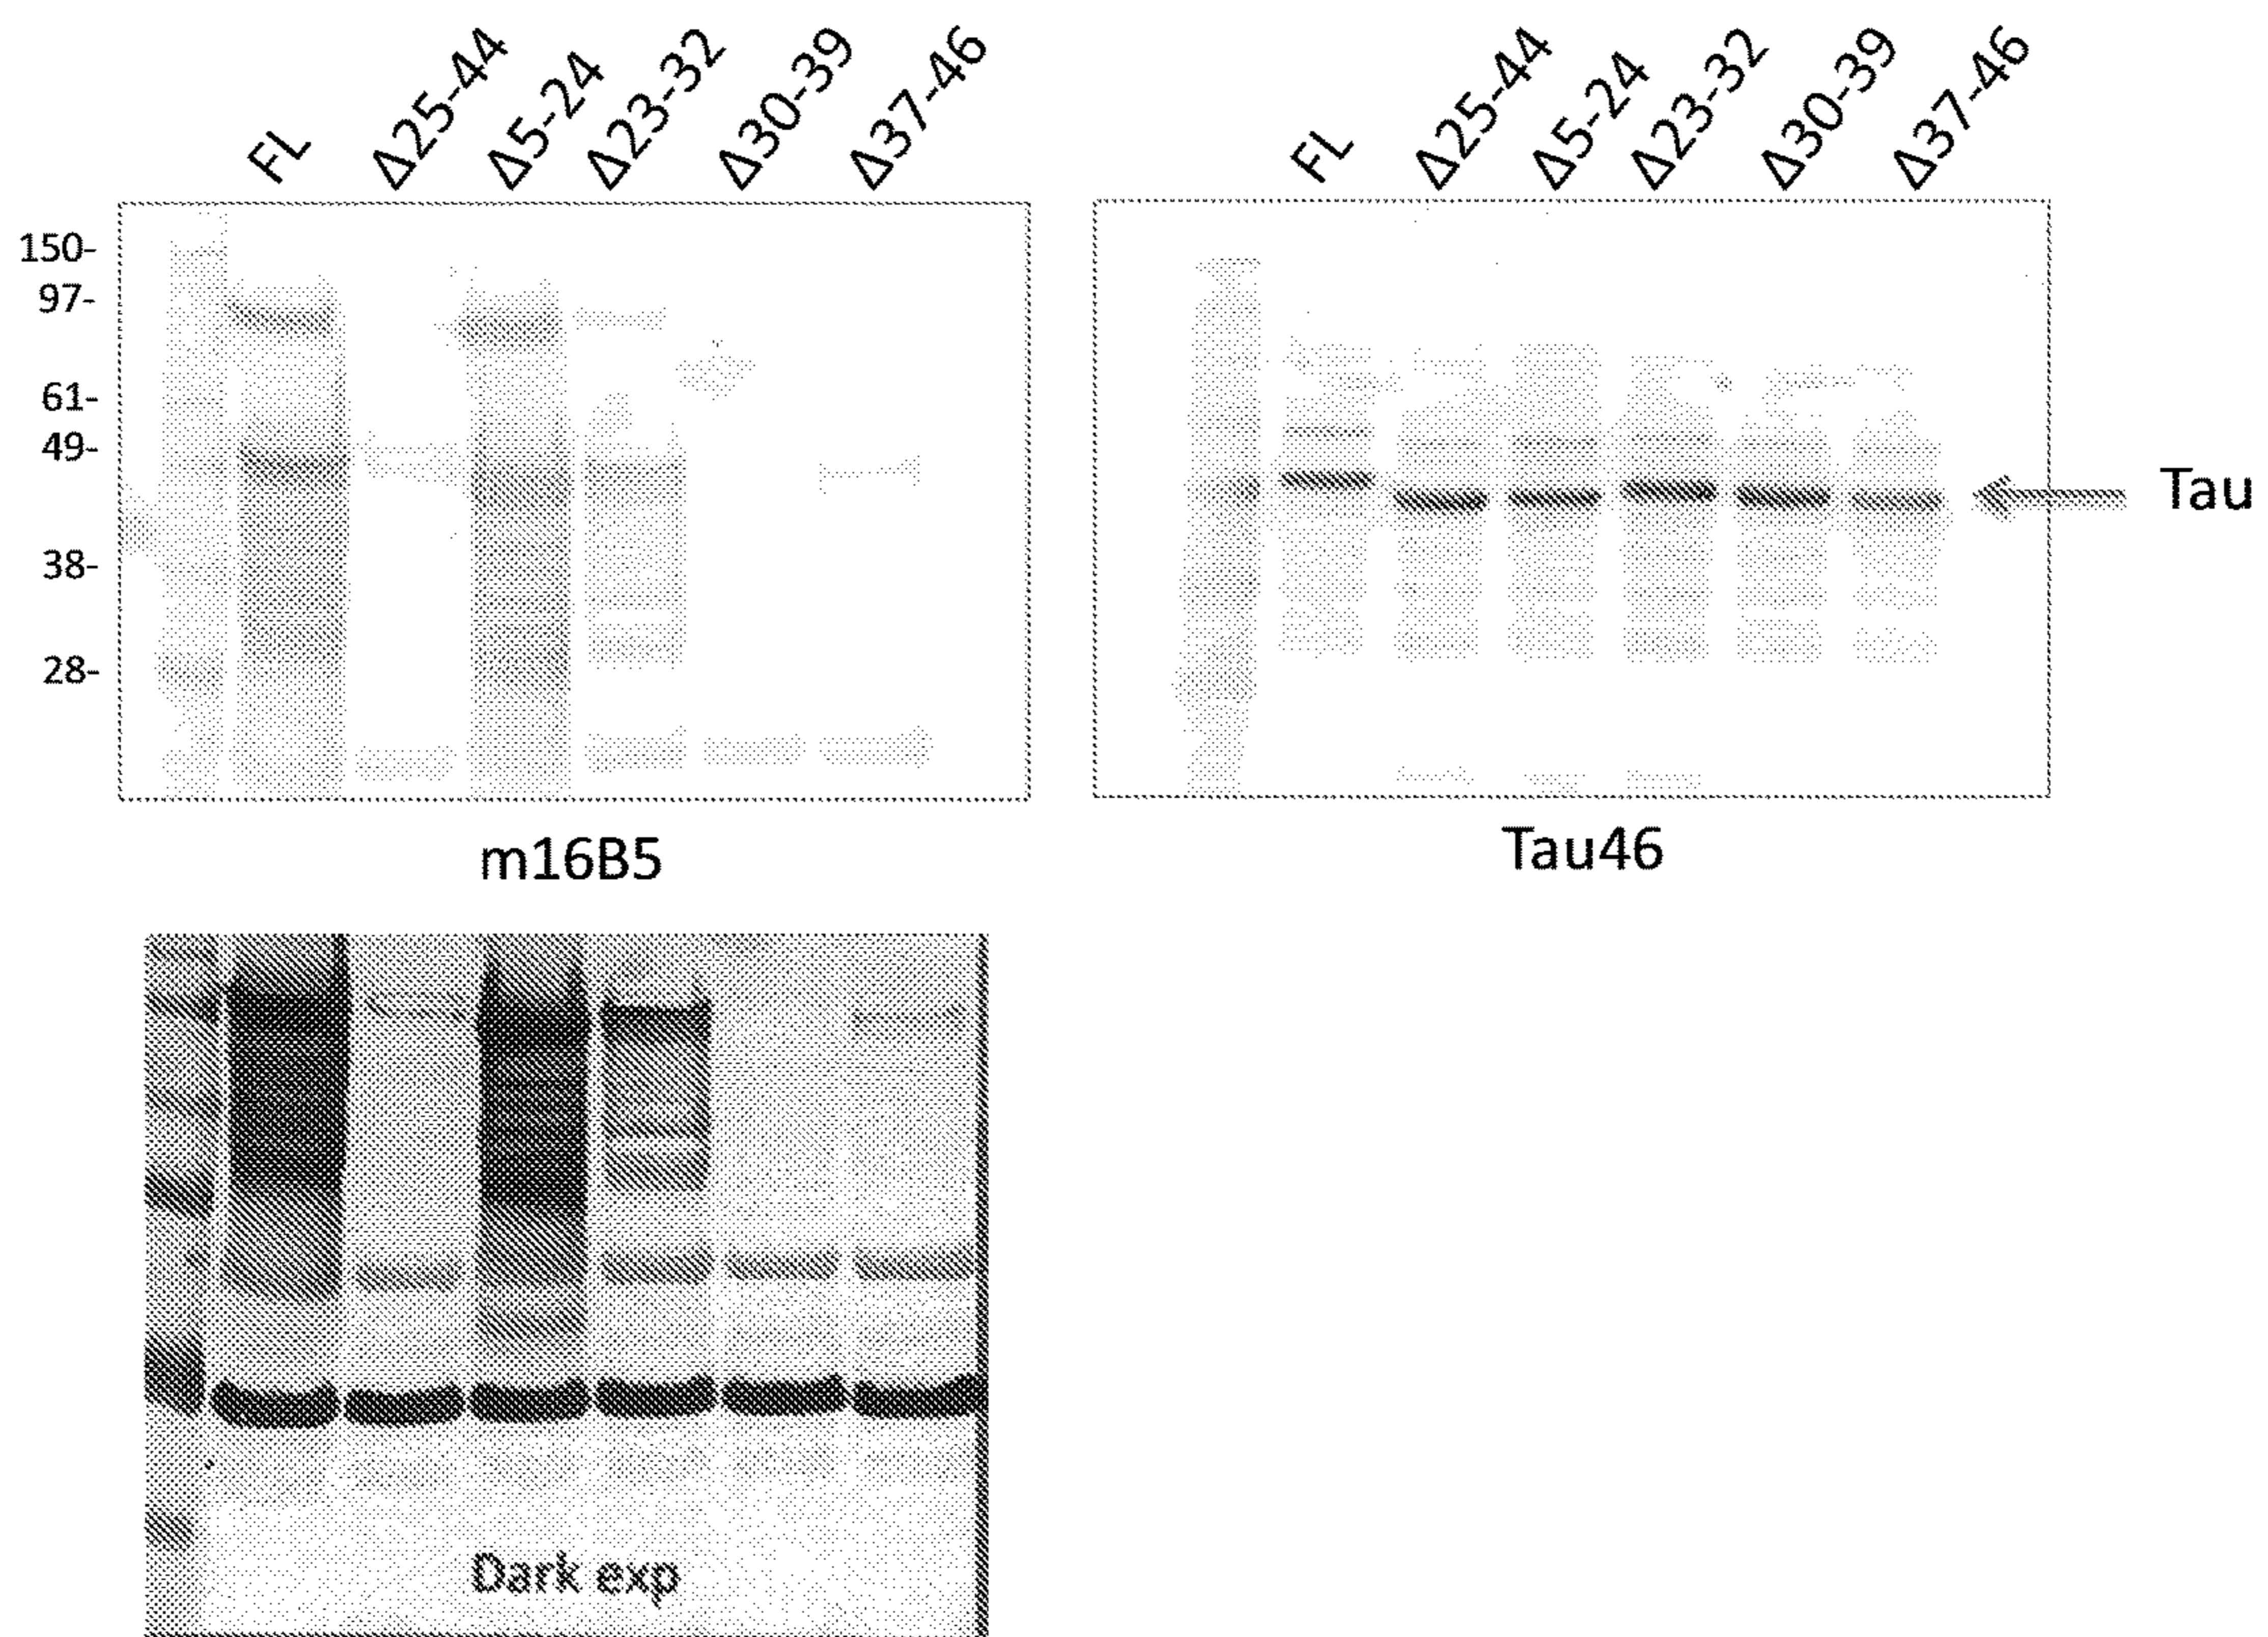 FL Δ25-44 Δ5-24 Δ23-32 Δ30-39 Δ37-46
150-
97-
61-
49-
38-
28-
m16B5
FL Δ25-44 Δ5-24 Δ23-32 Δ30-39 Δ37-46
Tau
Tau46
Dark exp